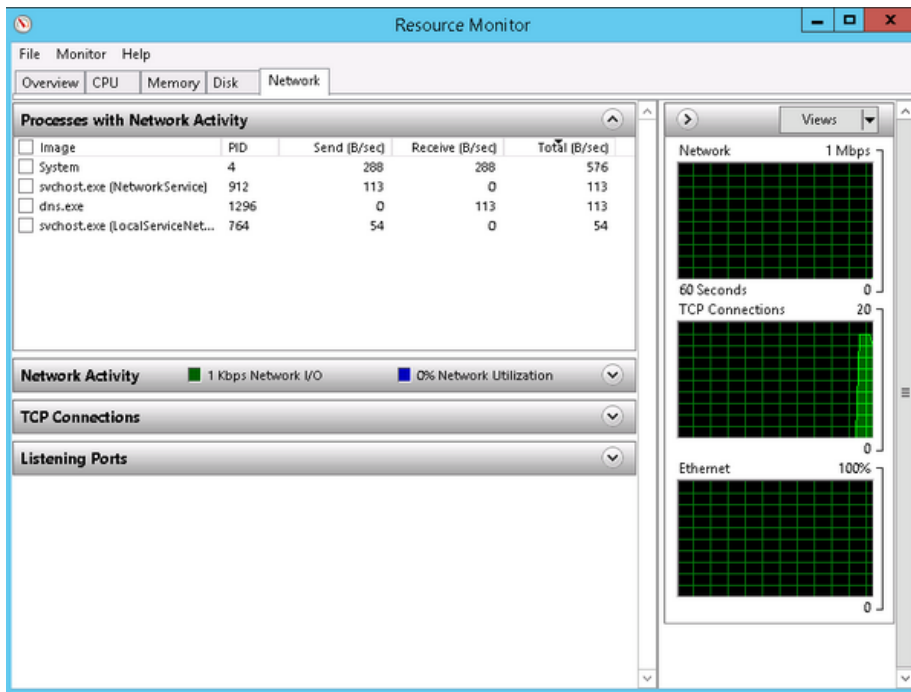 Resource Monitor
File Monitor Help
Overview CPU Memory Disk Network
Processes with Network Activity
Image PID Send (B/sec) Receive (B/sec) Total (B/sec)
System 4 288 288 576
svchost.exe (NetworkService) 912 113 0 113
dns.exe 1296 0 113 113
svchost.exe (LocalServiceNet... 764 54 0 54
Network Activity 1 Kbps Network I/O 0% Network Utilization
TCP Connections
Listening Ports
Views
Network 1 Mbps
60 Seconds 0
TCP Connections 20
0
Ethernet 100%
0